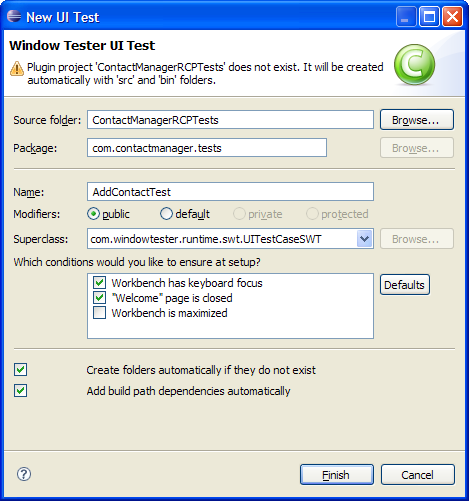 New UI Test
Window Tester UI Test
Plugin project 'ContactManagerRCPTests' does not exist. It will be created
automatically with 'src' and 'bin' folders.
C
Source folder: ContactManagerRCPTests Browse...
Package: com.contactmanager.tests Browse...
Name: AddContactTest
Modifiers: public default private protected
Superclass: com.windowtester.runtime.swt.UITestCaseSWT Browse...
Which conditions would you like to ensure at setup?
Workbench has keyboard focus Defaults
"Welcome" page is closed
Workbench is maximized
Create folders automatically if they do not exist
Add build path dependencies automatically
? Finish Cancel